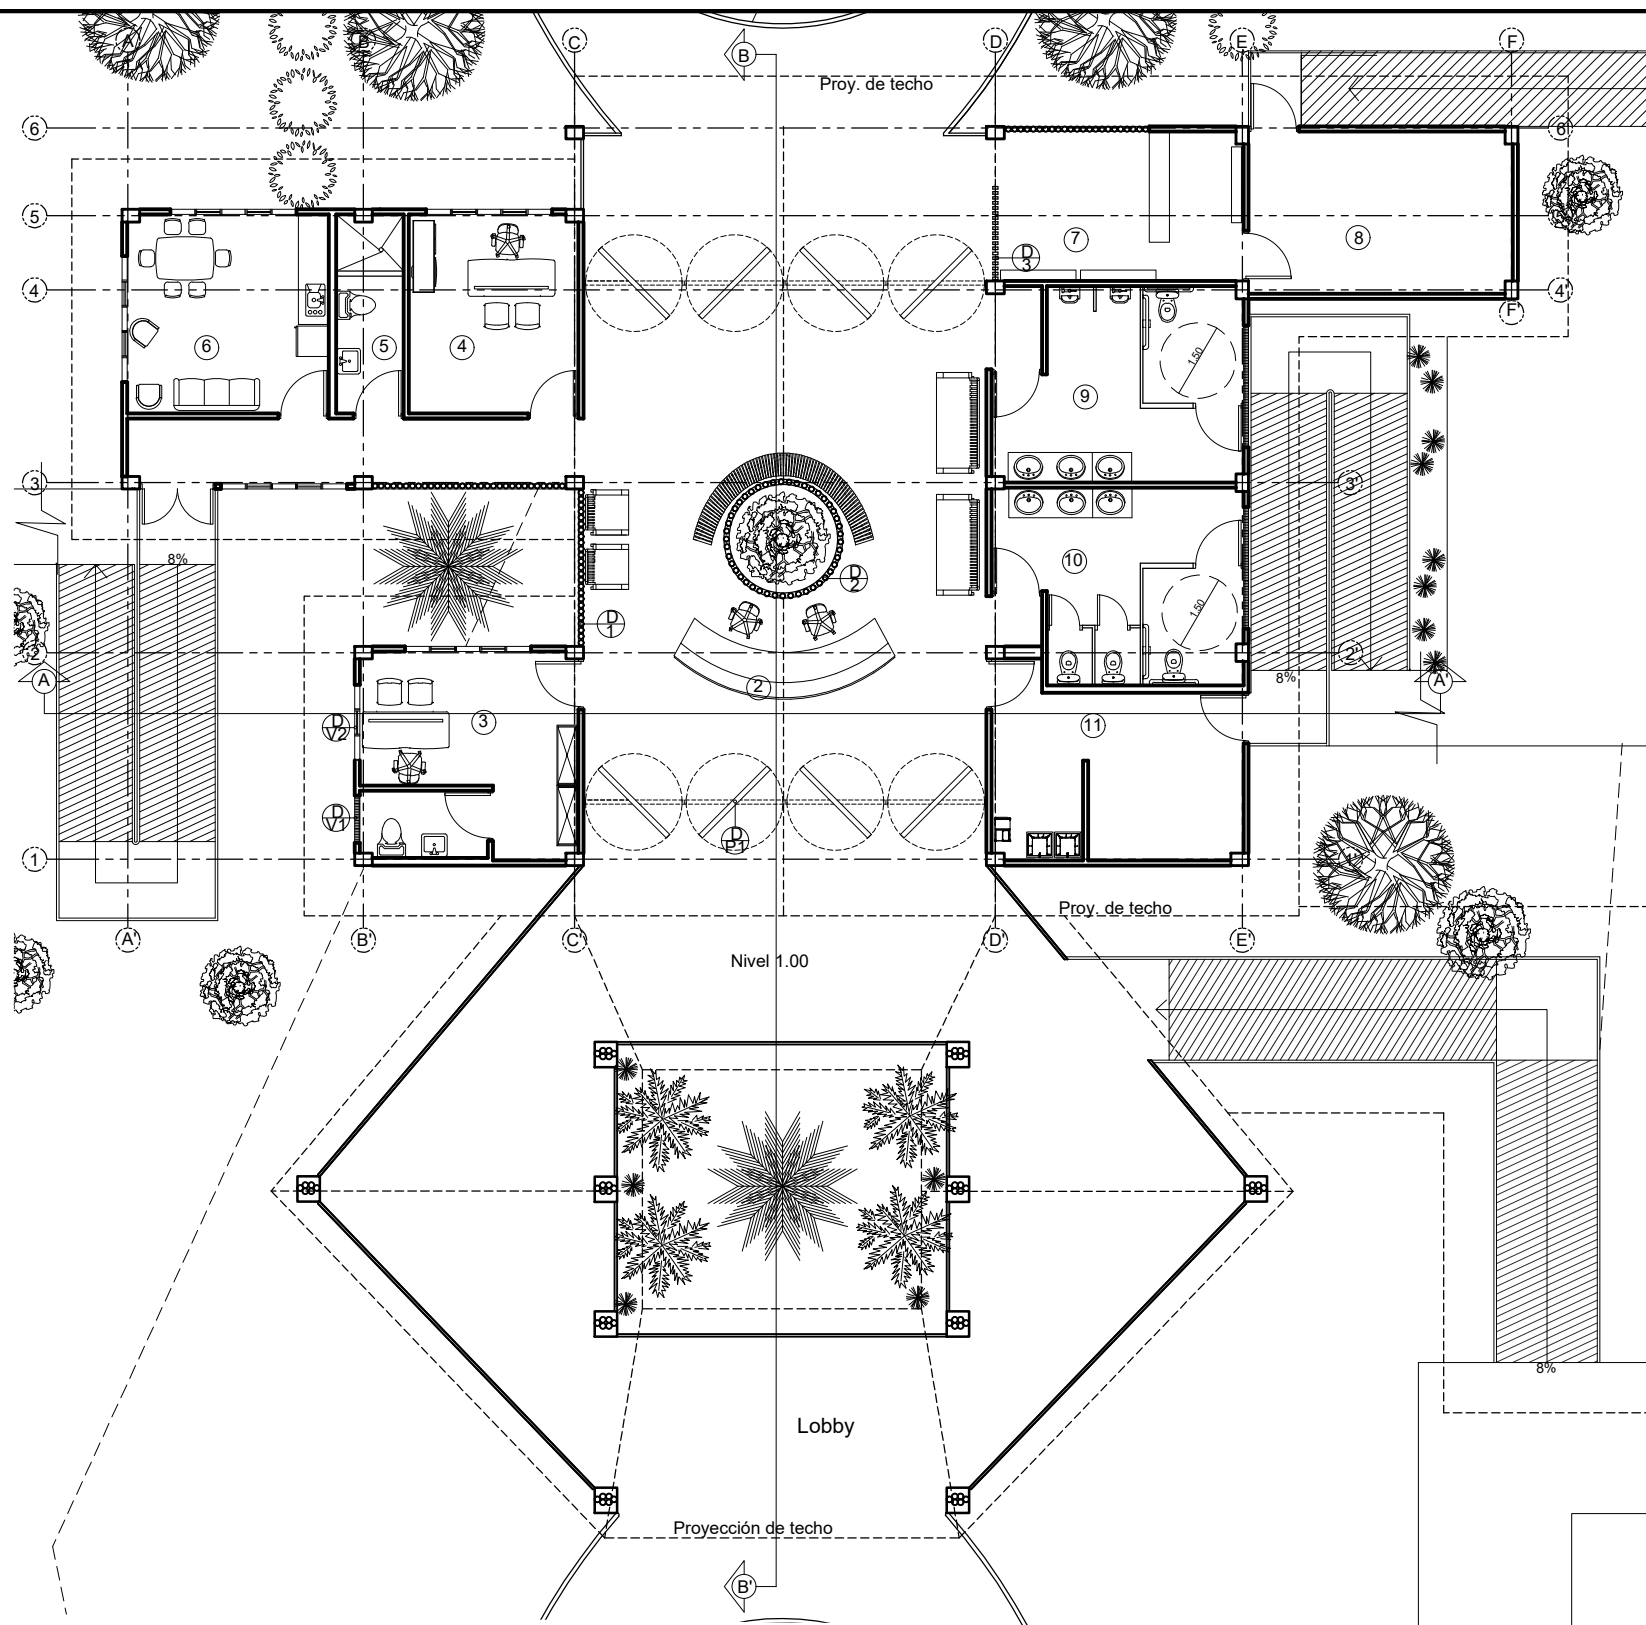 A
B
C
B
D
E
F
Proy. de techo
6
6'
5
7
8
D
3
4
4'
F'
6
5
4
1.50
9
3
3'
8%
10
D
2
1.50
D
1
2
2'
A
2
8%
A'
D
V2
3
11
D
V1
D
P1
1
Proy. de techo
A'
B'
C'
D'
E'
Nivel 1.00
8%
Lobby
Proyección de techo
B'